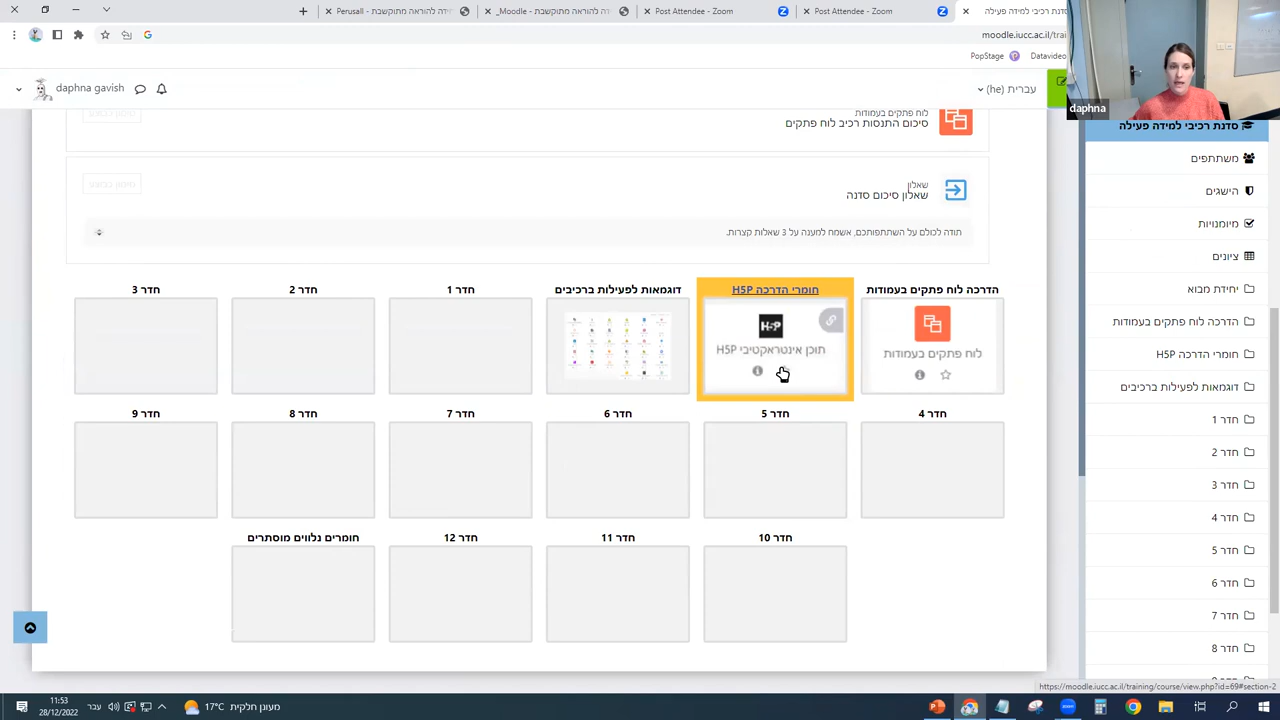 Perusall - סדנה להוראה מתוקשבת
_Moodle - סדנה להוראה מתוקשבת
Post Attendee - Zoom
Post Attendee - Zoom
סדנת רכיבי למידה פעילה
moodle.iucc.ac.il/trai
PopStage
Datavideo
daphna gavish
עברית (he)
daphna
לוח פתקים בעמודות
סיכום התנסות רכיב לוח פתקים
שאלון
שאלון סיכום סדנה
תודה לכולם על השתתפותכם, אשמח למענה על 3 שאלות קצרות.
הדרכה לוח פתקים בעמודות
חומרי הדרכה H5P
דוגמאות לפעילות ברכיבים
חדר 1
חדר 2
חדר 3
לוח פתקים בעמודות
תוכן אינטראקטיבי H5P
חדר 4
חדר 5
חדר 6
חדר 7
חדר 8
חדר 9
חדר 10
חדר 11
חדר 12
חומרים נלווים מוסתרים
סדנת רכיבי למידה פעילה
משתתפים
הישגים
מיומנויות
ציונים
יחידת מבוא
הדרכה לוח פתקים בעמודות
חומרי הדרכה H5P
דוגמאות לפעילות ברכיבים
חדר 1
חדר 2
חדר 3
חדר 4
חדר 5
חדר 6
חדר 7
חדר 8
https://moodle.iucc.ac.il/training/course/view.php?id=69#section-2
11:53
28/12/2022
עבר
17°C מעונן חלקית